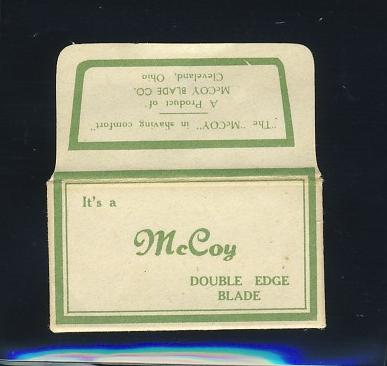 "The "McCOY" in shaving comfort"
A Product of
McCOY BLADE CO.
Cleveland, Ohio
It's a
McCoy
DOUBLE EDGE
BLADE